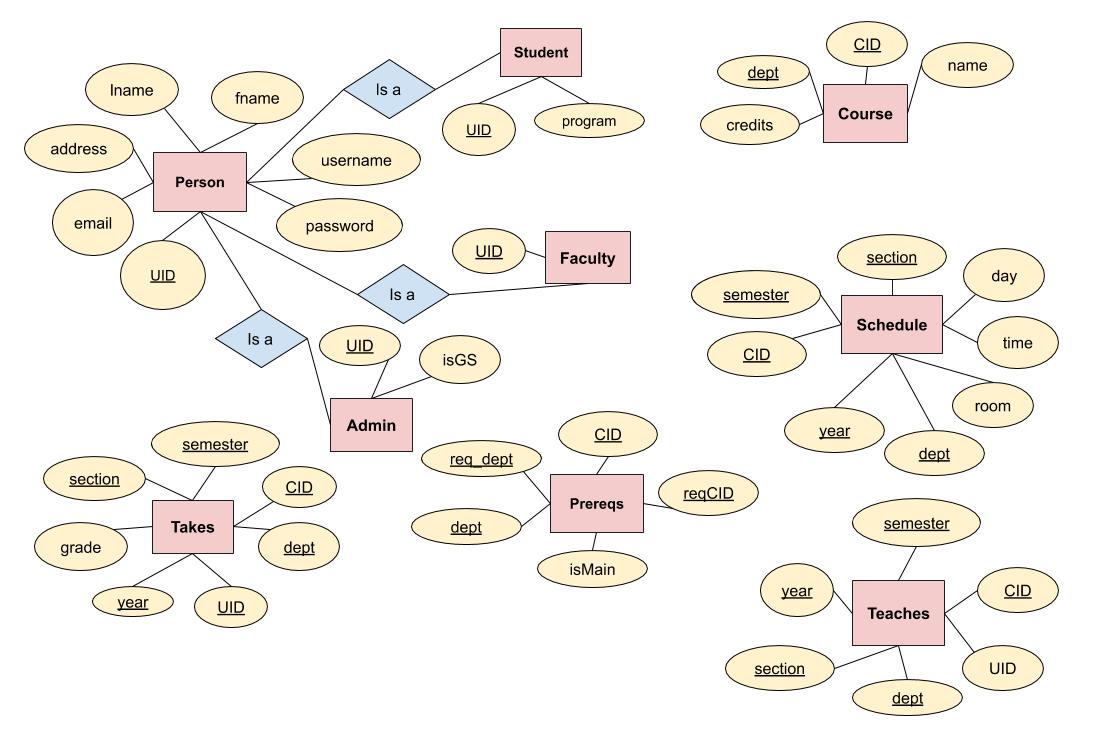 Student
CID
name
dept
lname
fname
Is a
credits
Course
UID
program
address
username
Person
email
password
UID
UID
Faculty
section
day
semester
Is a
Schedule
CID
time
Is a
UID
isGS
room
year
dept
Admin
semester
CID
req_dept
section
CID
reqCID
Takes
Prereqs
dept
grade
dept
isMain
semester
year
UID
year
CID
Teaches
section
UID
dept